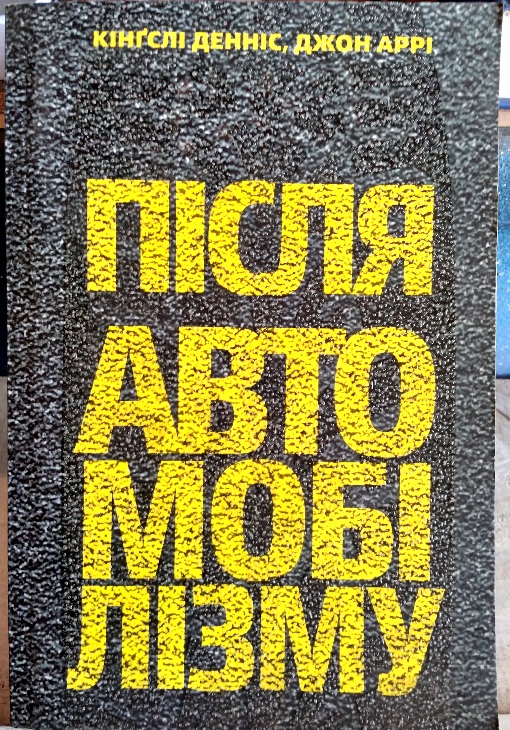 КІНҐСЛІ ДЕННІС, ДЖОН АРРІ
ПІСЛЯ
АВТО
МОБІ
ЛІЗМУ